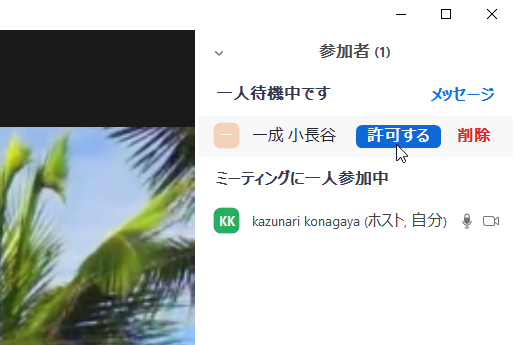 参加者 (1)
一人待機中です メッセージ
一 一成 小長谷 許可する 削除
ミーティングに一人参加中
KK kazunari konagaya (ホスト, 自分)